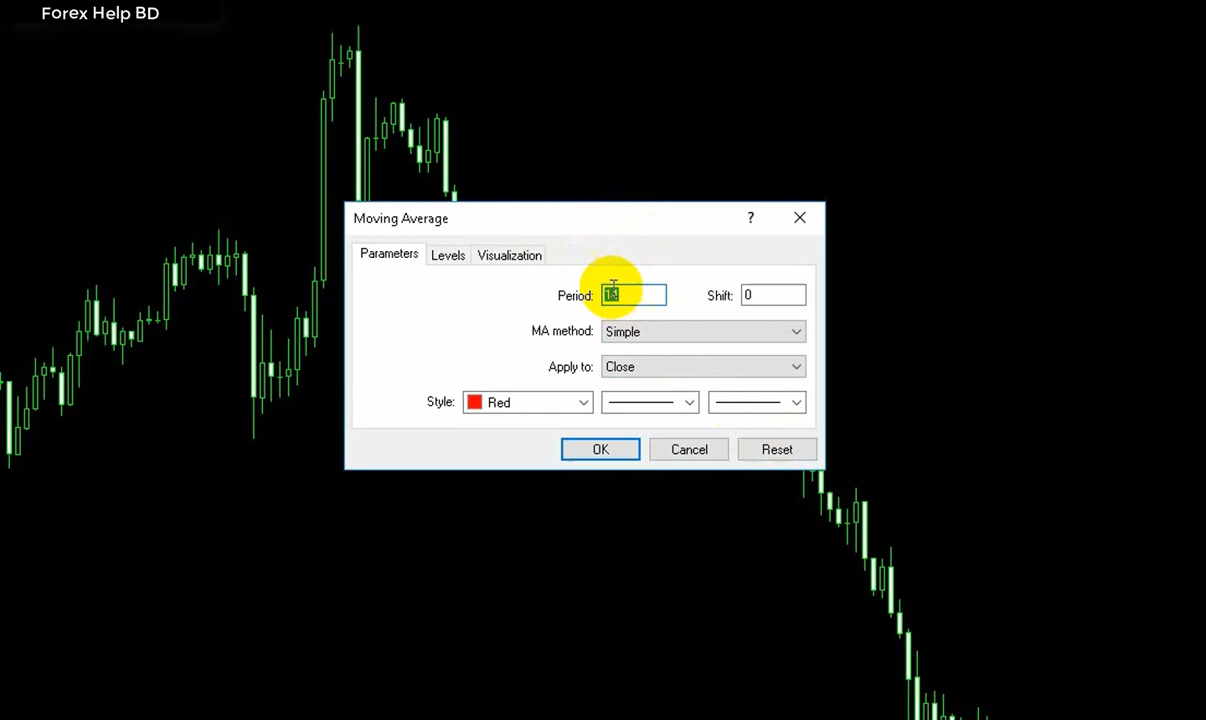 Forex Help BD
Moving Average
?
Parameters
Levels
Visualization
Period:
Shift: 0
MA method: Simple
Apply to: Close
Style: Red
OK
Cancel
Reset